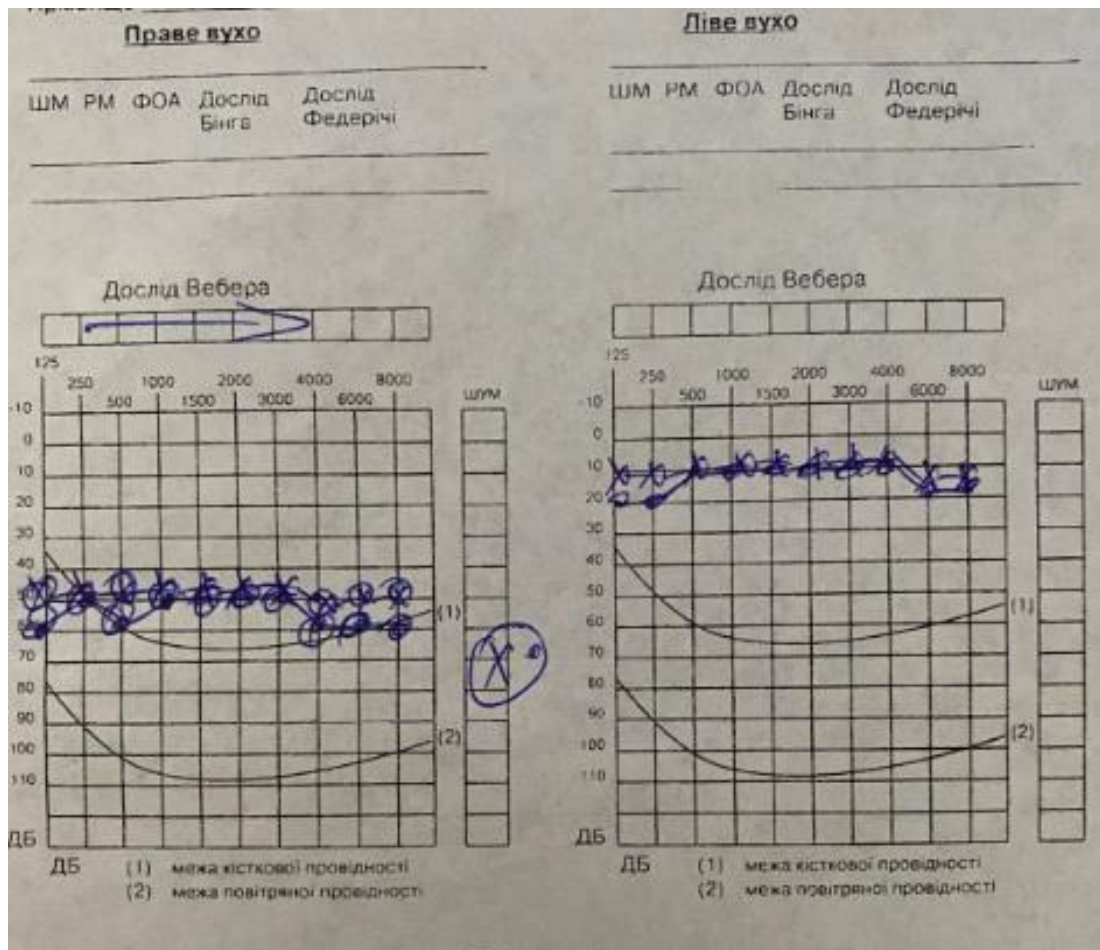 Праве вухо
ШМ РМ ФОА Дослід Бінга Дослід Федерічі
Дослід Вебера
125
250 1000 2000 4000 8000
500 1500 3000 6000
ШУМ
-10
0
10
20
30
40
50
60
70
80
90
100
110
ДБ
(1)
(2)
X
ДБ (1) межа кісткової провідності
(2) межа повітряної провідності
Ліве вухо
ШМ РМ ФОА Дослід Бінга Дослід Федерічі
Дослід Вебера
125
250 1000 2000 4000 8000
500 1500 3000 6000
ШУМ
-10
0
10
20
30
40
50
60
70
80
90
100
110
ДБ
(1)
(2)
ДБ (1) межа кісткової провідності
(2) межа повітряної провідності